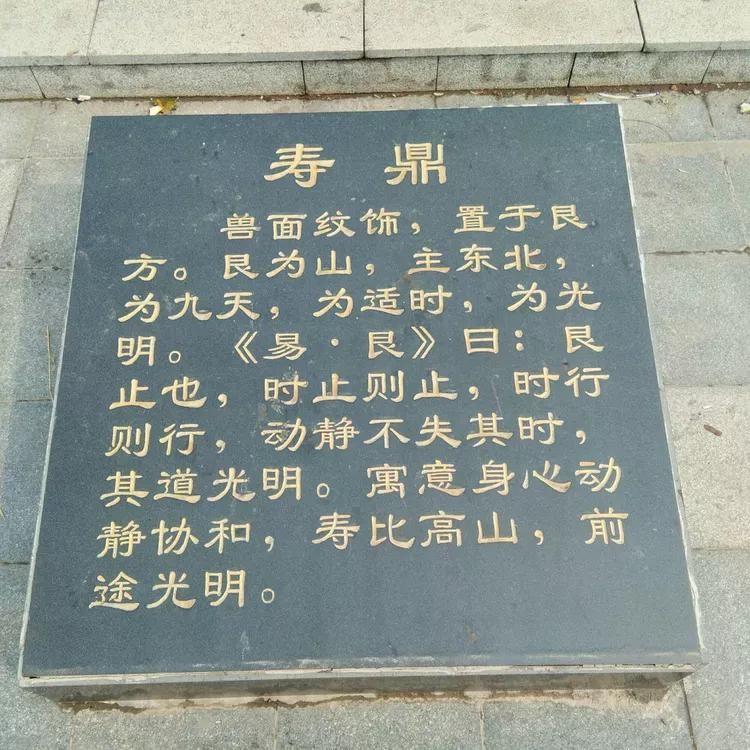 寿鼎
兽面纹饰，置于艮
方。艮为山，主东北，
为九天，为适时，为光
明。《易·艮》曰：艮
止也，时止则止，时行
则行，动静不失其时，
其道光明。寓意身心动
静协和，寿比高山，前
途光明。